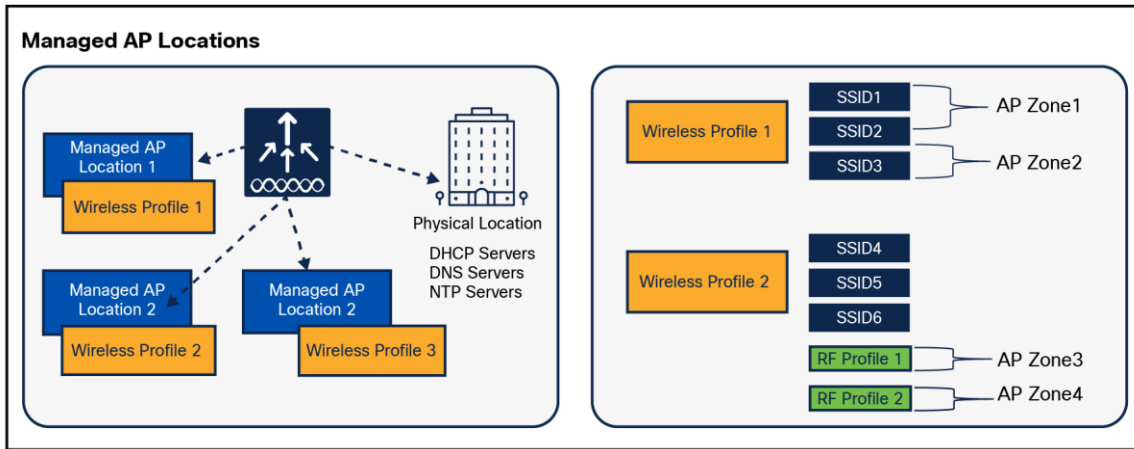 Managed AP Locations
Managed AP
Location 1
Wireless Profile 1
Physical Location
DHCP Servers
DNS Servers
NTP Servers
Managed AP
Location 2
Wireless Profile 2
Managed AP
Location 2
Wireless Profile 3
Wireless Profile 1
SSID1
SSID2
SSID3
AP Zone1
AP Zone2
Wireless Profile 2
SSID4
SSID5
SSID6
RF Profile 1
AP Zone3
RF Profile 2
AP Zone4